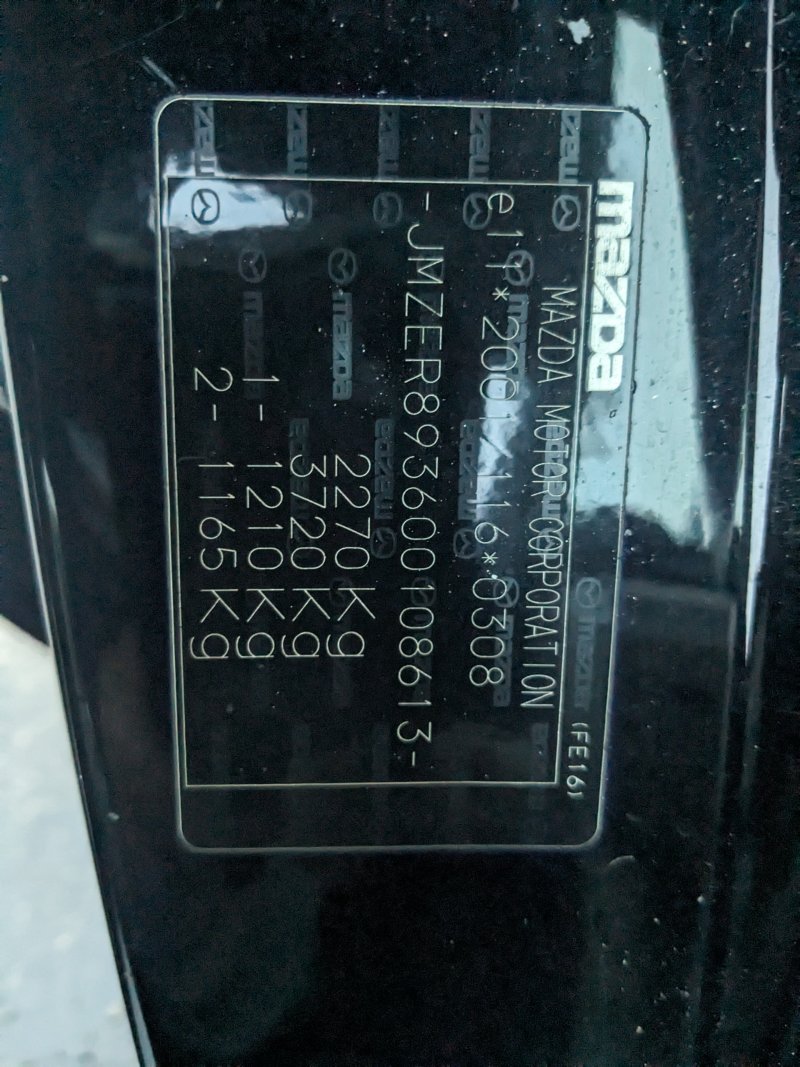 mazda
(FE16)
MAZDA MOTOR CORPORATION
e11*2001/116*0308
-JMZER893600108613-
2270Kg
3720Kg
1- 1210Kg
2- 1165Kg